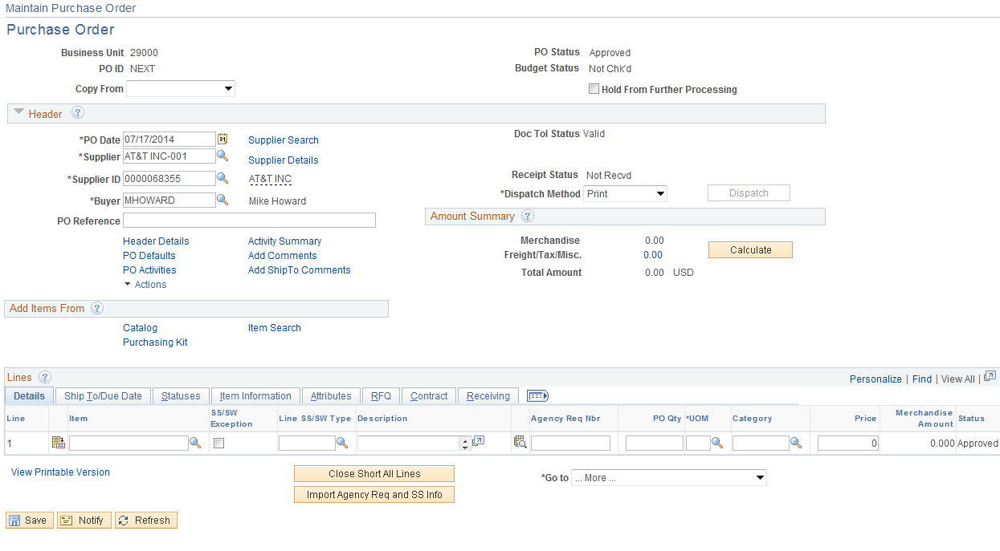 Maintain Purchase Order
Purchase Order
Business Unit 29000
PO Status Approved
PO ID NEXT
Budget Status Not Chk'd
Copy From
Hold From Further Processing
Header ?
*PO Date 07/17/2014 31 Supplier Search
Doc Tol Status Valid
*Supplier AT&T INC-001 Supplier Details
*Supplier ID 0000068355 AT&T INC
Receipt Status Not Recvd
*Buyer MHOWARD Mike Howard
*Dispatch Method Print Dispatch
PO Reference
Amount Summary ?
Header Details Activity Summary
Merchandise 0.00
PO Defaults Add Comments
Freight/Tax/Misc. 0.00 Calculate
PO Activities Add ShipTo Comments
Total Amount 0.00 USD
Actions
Add Items From ?
Catalog Item Search
Purchasing Kit
Lines ? Personalize | Find | View All |
Details Ship To/Due Date Statuses Item Information Attributes RFQ Contract Receiving
Line Item SS/SW Exception Line SS/SW Type Description Agency Req Nbr PO Qty *UOM Category Price Merchandise Amount Status
1 0 0.000 Approved
View Printable Version Close Short All Lines *Go to ... More ...
Import Agency Req and SS Info
Save Notify Refresh